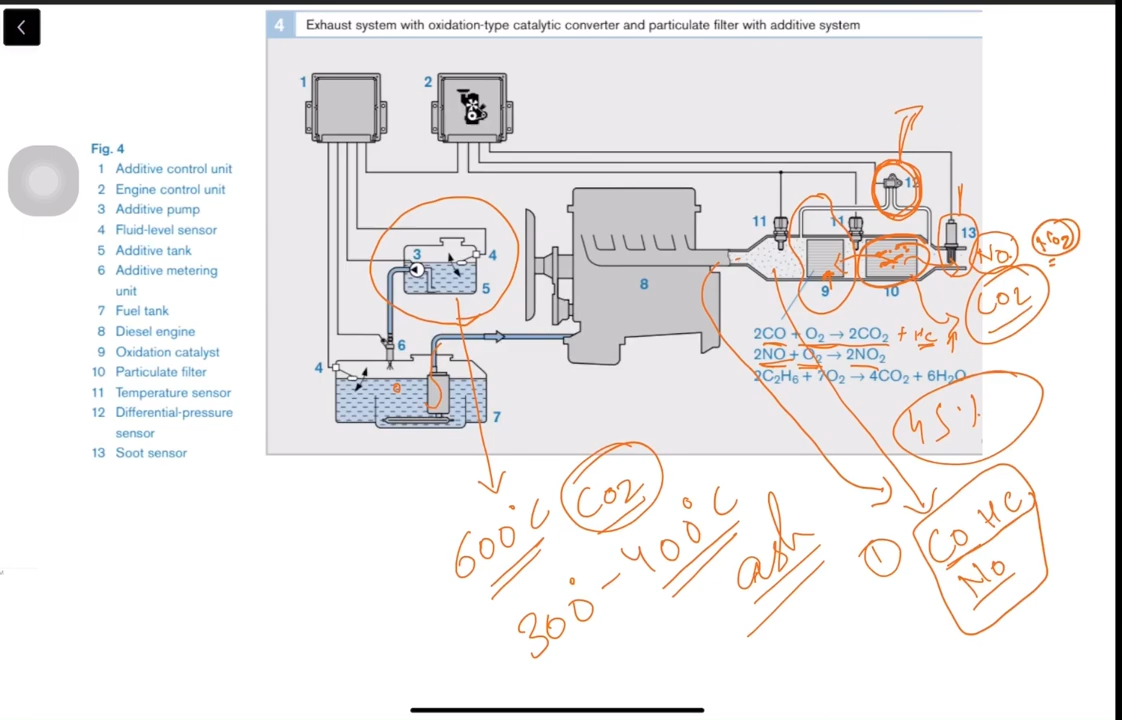 4 Exhaust system with oxidation-type catalytic converter and particulate filter with additive system
1
2
Fig. 4
1 Additive control unit
2 Engine control unit
3 Additive pump
4 Fluid-level sensor
5 Additive tank
6 Additive metering
unit
7 Fuel tank
8 Diesel engine
9 Oxidation catalyst
10 Particulate filter
11 Temperature sensor
12 Differential-pressure
sensor
13 Soot sensor
12
11
11
13
3
4
5
8
9
10
6
4
7
2CO + O₂ → 2CO₂ + HC
2NO + O₂ → 2NO₂
2C₂H₆ + 7O₂ → 4CO₂ + 6H₂O
NO
CO2
45%
600°C
CO2
300°-400°C
ash
1
CO HC
NO